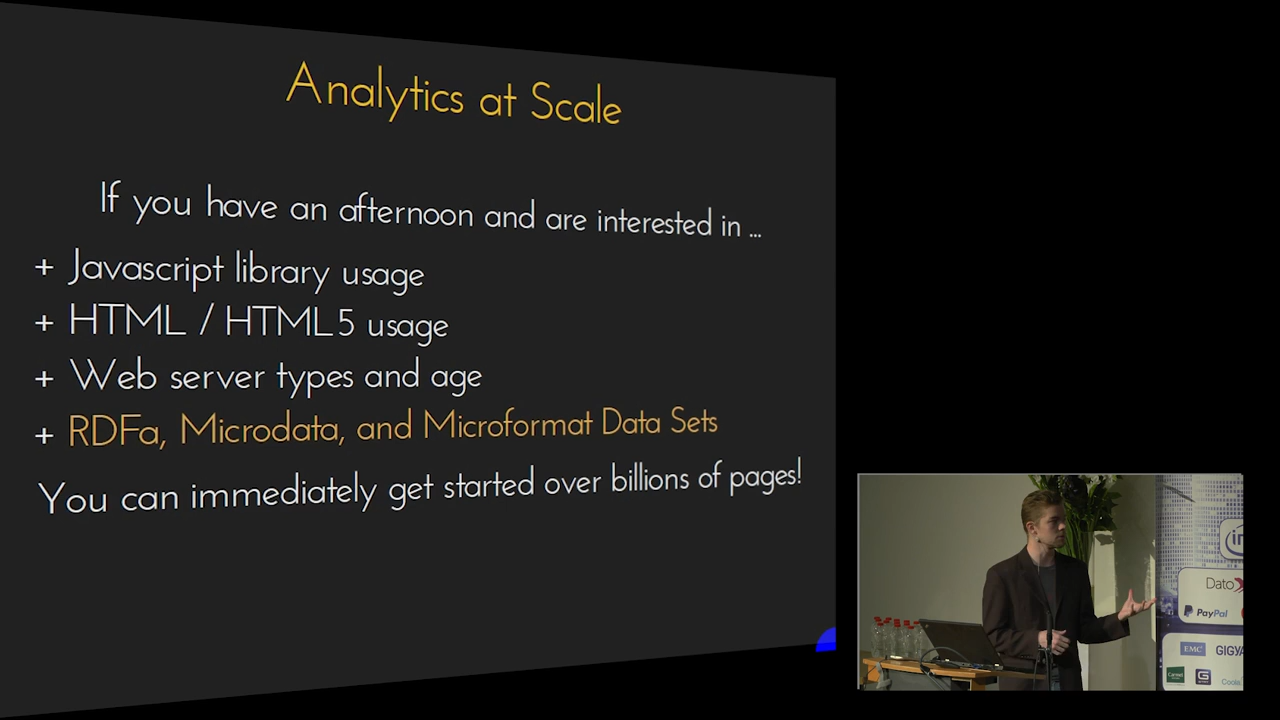 Analytics at Scale
If you have an afternoon and are interested in ...
+ Javascript library usage
+ HTML / HTML5 usage
+ Web server types and age
+ RDFa, Microdata, and Microformat Data Sets
You can immediately get started over billions of pages!
Dato
PayPal
EMC